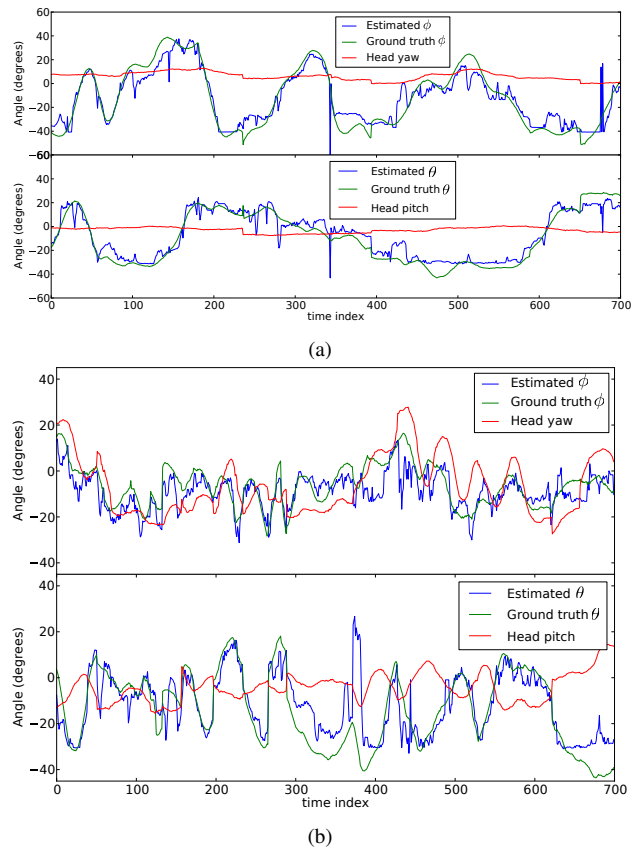 60
40
20
0
−20
−40
−60
Angle (degrees)
Estimated ϕ
Ground truth ϕ
Head yaw
60
40
20
0
−20
−40
−60
Angle (degrees)
Estimated θ
Ground truth θ
Head pitch
0 100 200 300 400 500 600 700
time index
(a)
40
20
0
−20
−40
Angle (degrees)
Estimated ϕ
Ground truth ϕ
Head yaw
40
20
0
−20
−40
Angle (degrees)
Estimated θ
Ground truth θ
Head pitch
0 100 200 300 400 500 600 700
time index
(b)